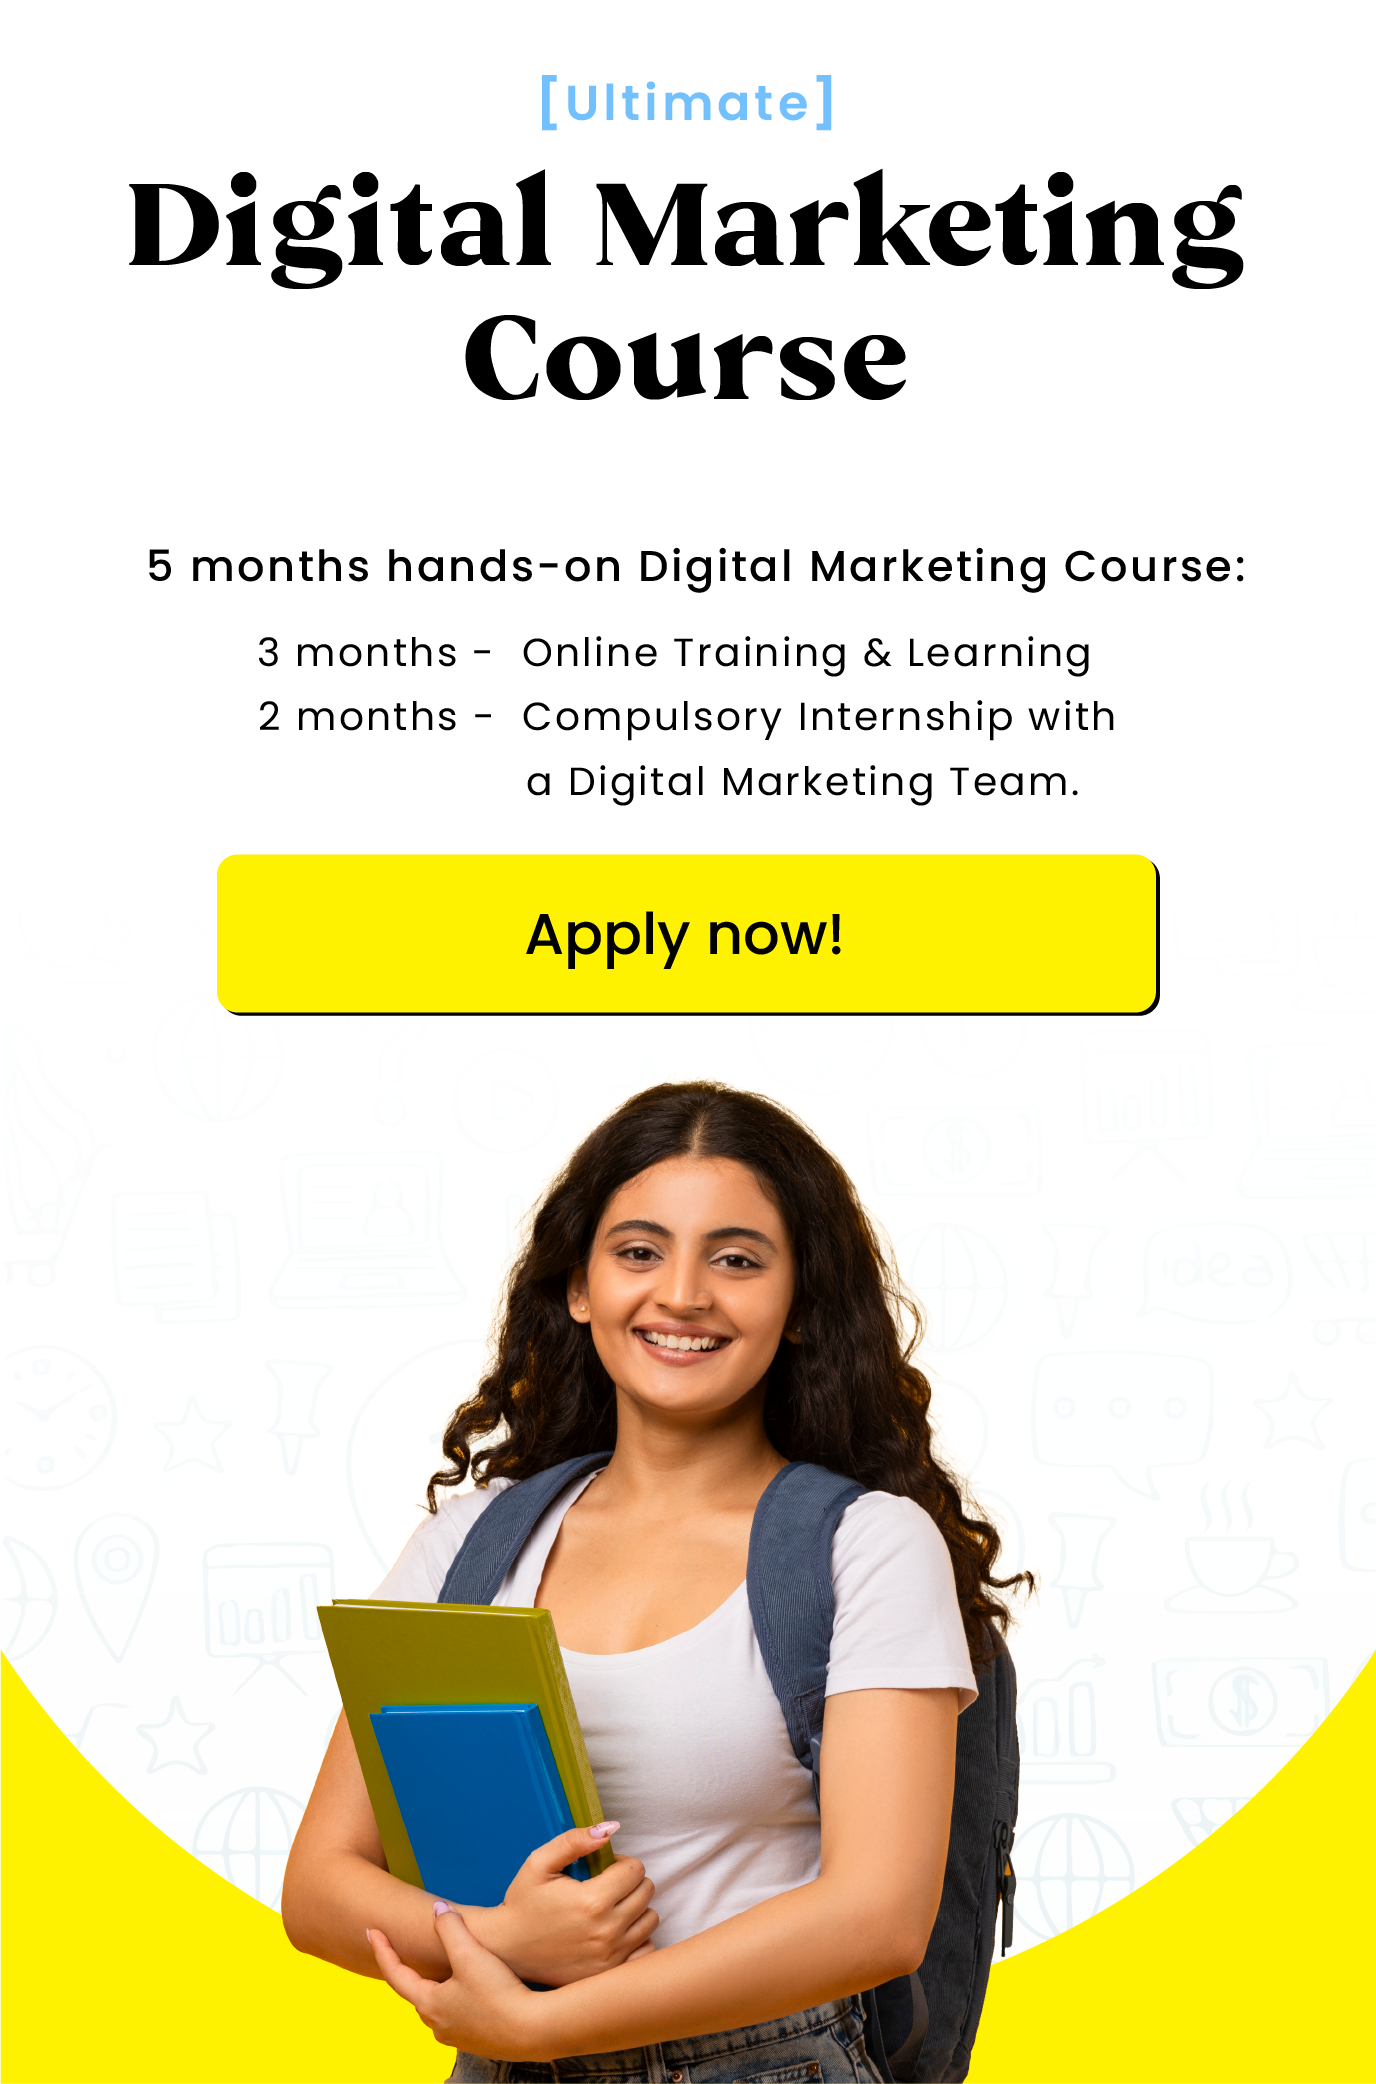 [Ultimate]
Digital Marketing
Course
5 months hands-on Digital Marketing Course:
3 months - Online Training & Learning
2 months - Compulsory Internship with
a Digital Marketing Team.
Apply now!
idea